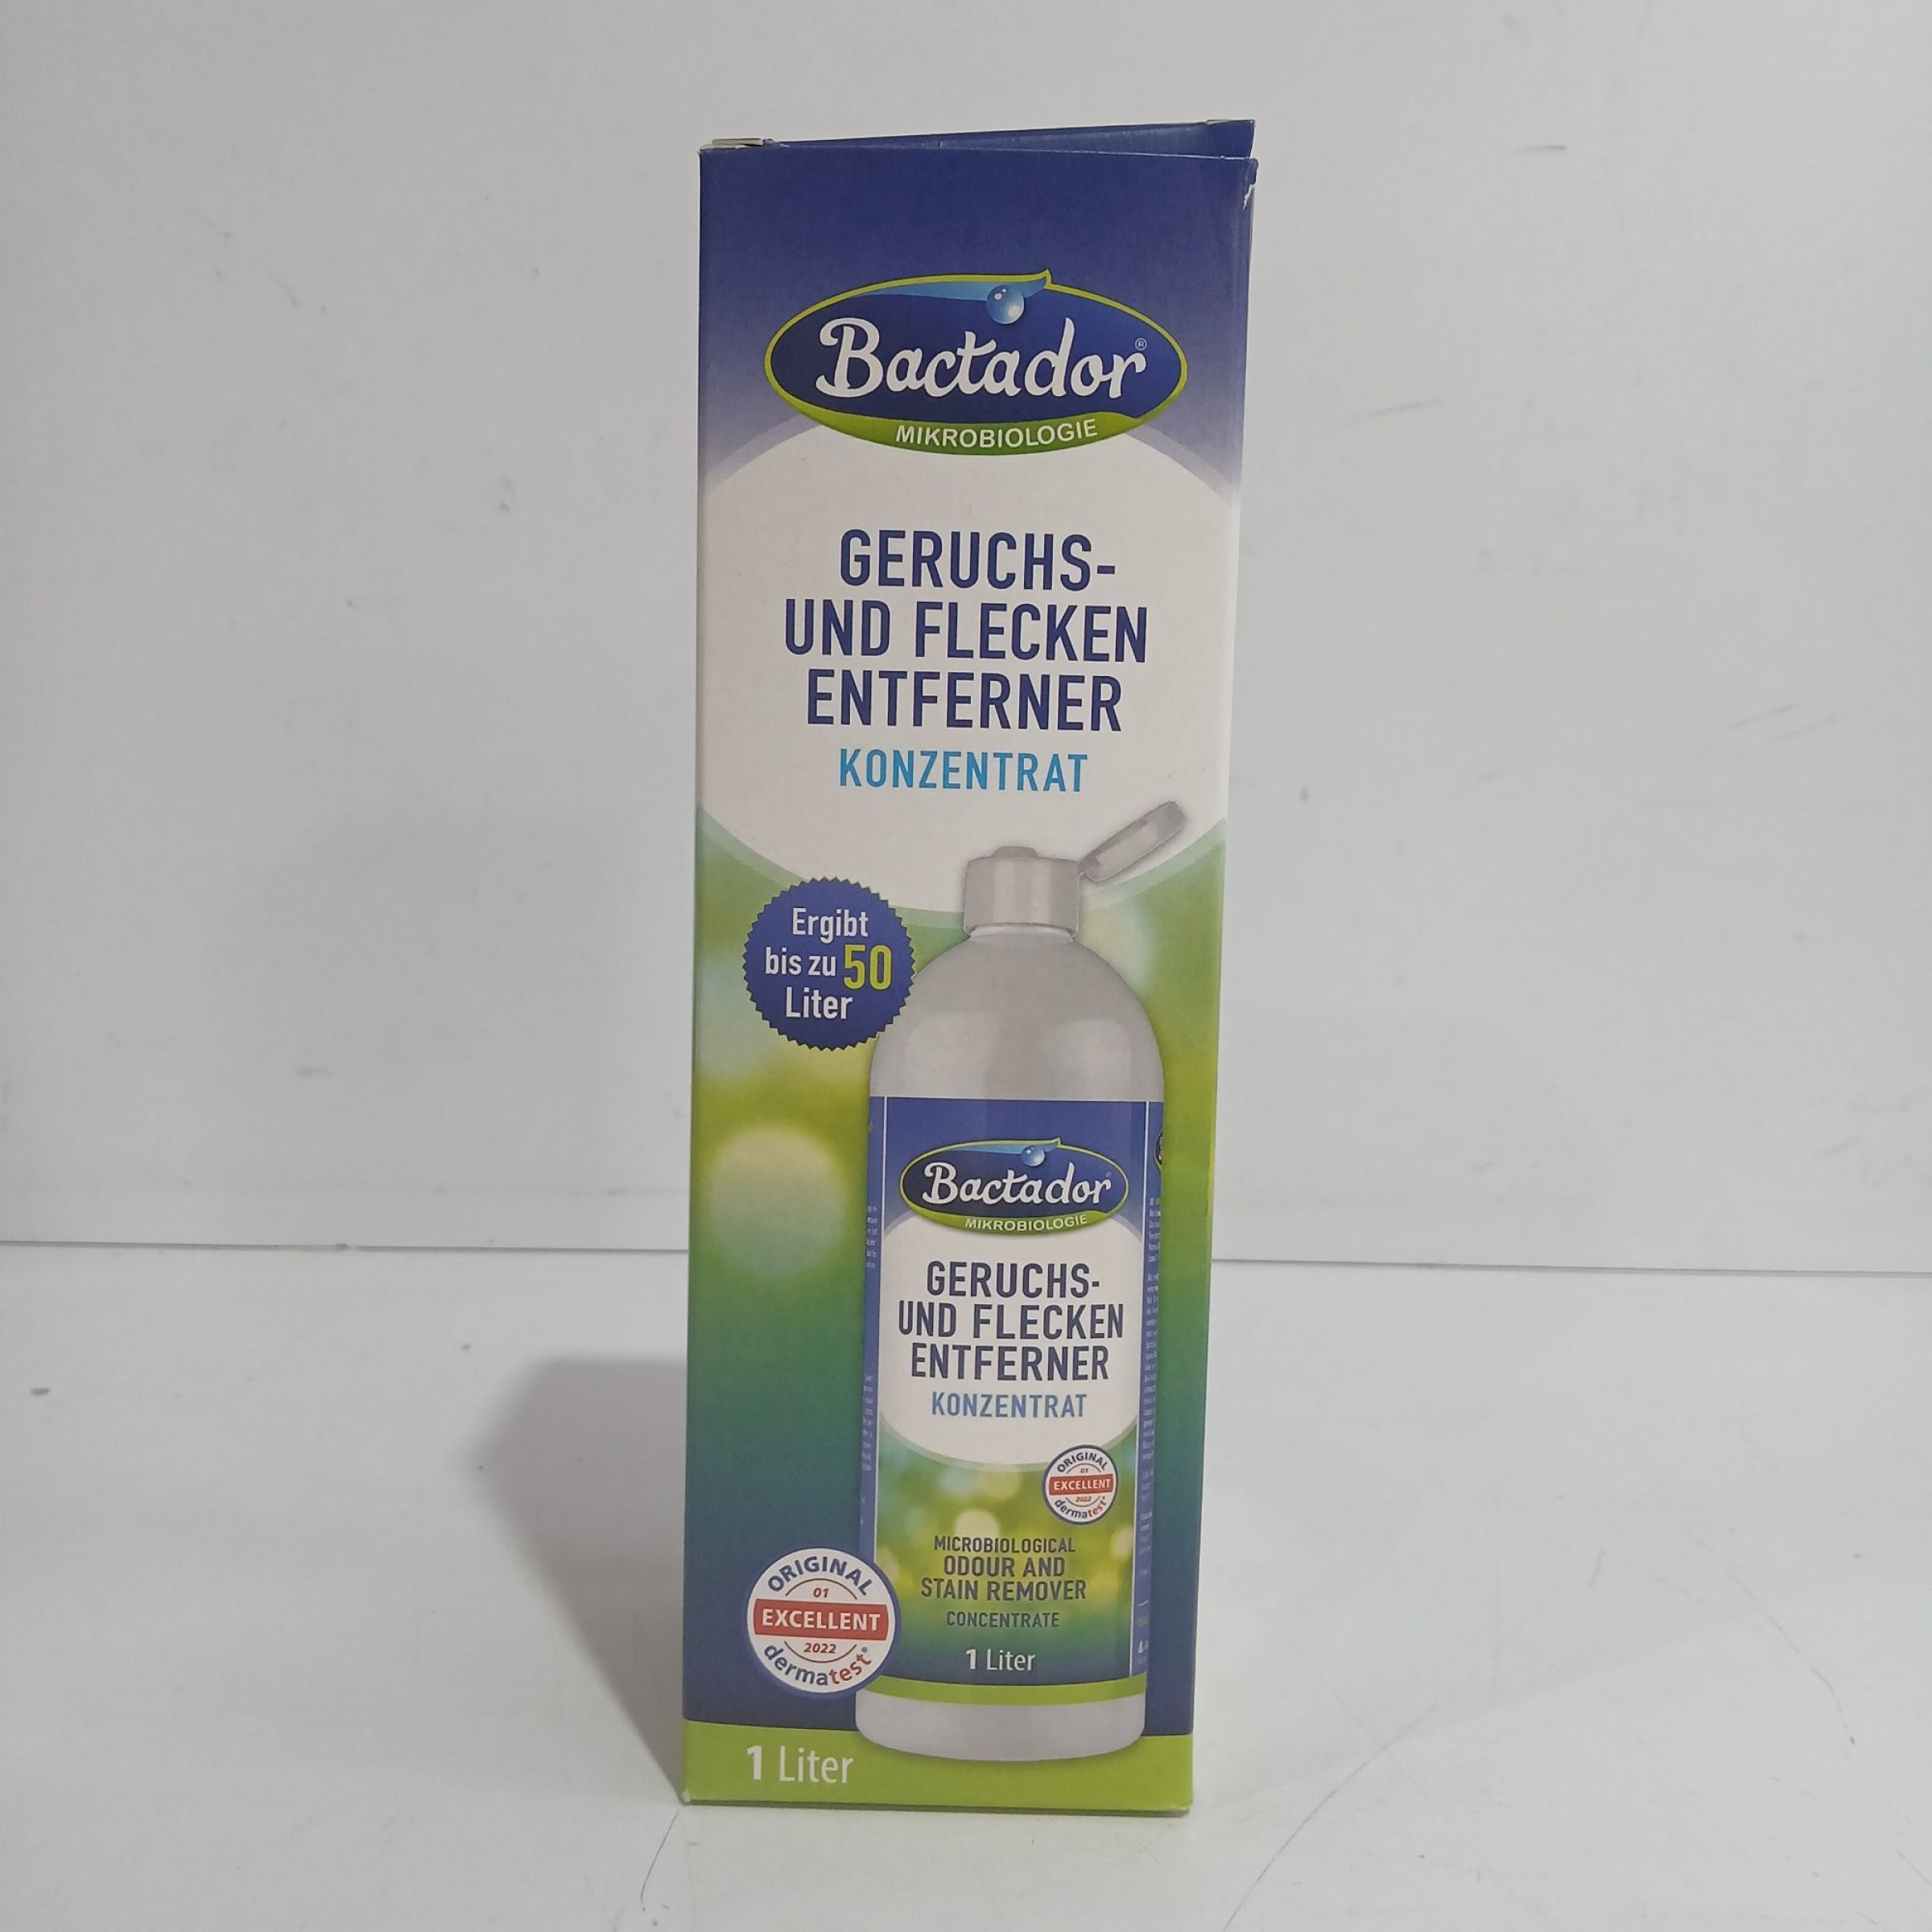 Bactador®
MIKROBIOLOGIE
GERUCHS-
UND FLECKEN
ENTFERNER
KONZENTRAT
Ergibt
bis zu 50
Liter
Bactador
MIKROBIOLOGIE
GERUCHS-
UND FLECKEN
ENTFERNER
KONZENTRAT
ORIGINAL
01
EXCELLENT
2022
dermatest®
MICROBIOLOGICAL
ODOUR AND
STAIN REMOVER
CONCENTRATE
1 Liter
ORIGINAL
01
EXCELLENT
2022
dermatest®
1 Liter